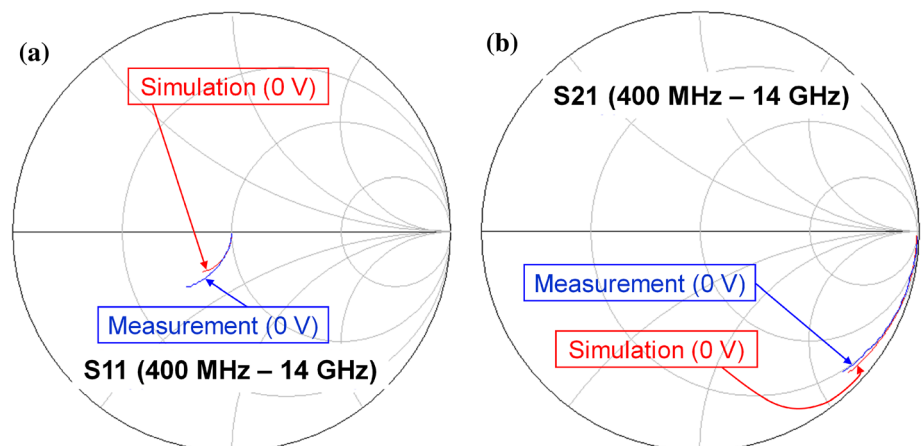 (a)
Simulation (0 V)
Measurement (0 V)
S11 (400 MHz – 14 GHz)
(b)
S21 (400 MHz – 14 GHz)
Measurement (0 V)
Simulation (0 V)